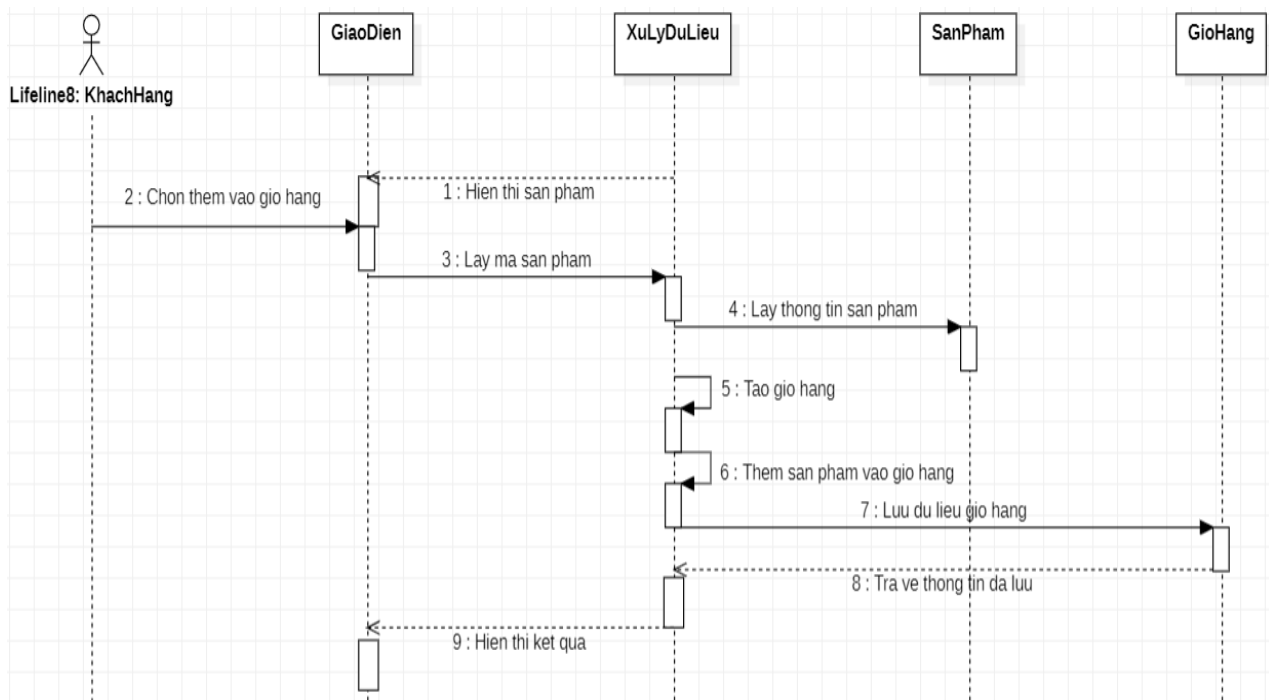 GiaoDien
XuLyDuLieu
SanPham
GioHang
Lifeline8: KhachHang
1 : Hien thi san pham
2 : Chon them vao gio hang
3 : Lay ma san pham
4 : Lay thong tin san pham
5 : Tao gio hang
6 : Them san pham vao gio hang
7 : Luu du lieu gio hang
8 : Tra ve thong tin da luu
9 : Hien thi ket qua